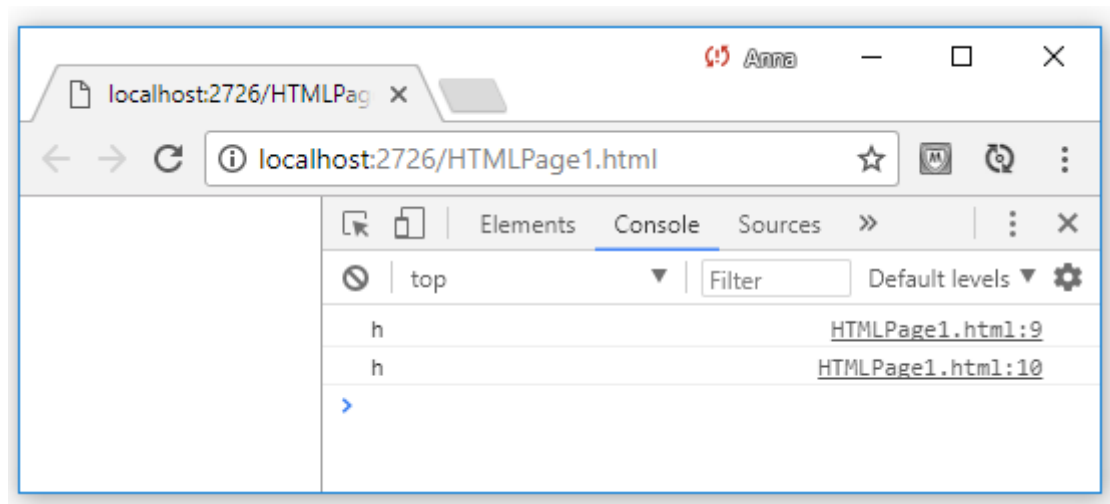 Anna
localhost:2726/HTMLPag
localhost:2726/HTMLPage1.html
Elements Console Sources »
top Filter Default levels
h HTMLPage1.html:9
h HTMLPage1.html:10